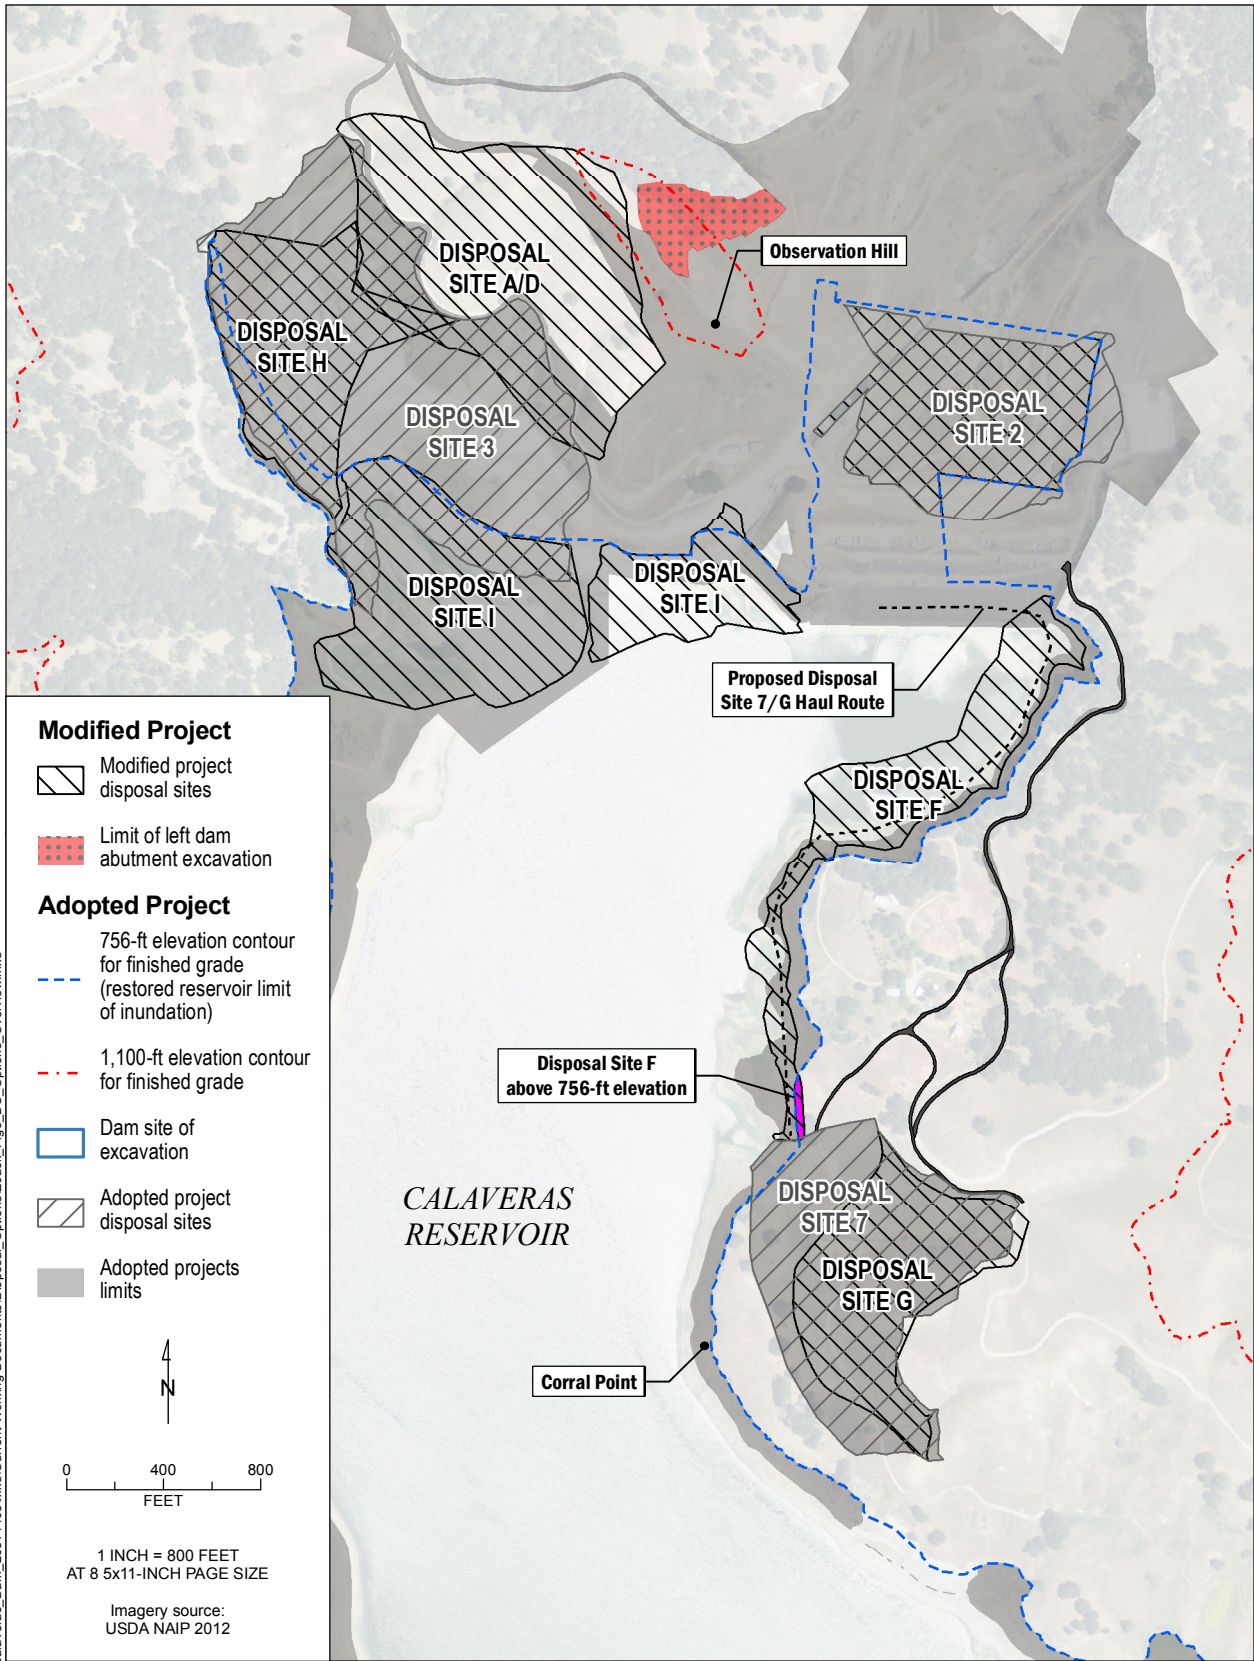 DISPOSAL
SITE A/D
Observation Hill
DISPOSAL
SITE H
DISPOSAL
SITE 3
DISPOSAL
SITE 2
DISPOSAL
SITE I
DISPOSAL
SITE I
Proposed Disposal
Site 7/G Haul Route
DISPOSAL
SITE F
Disposal Site F
above 756-ft elevation
CALAVERAS
RESERVOIR
DISPOSAL
SITE 7
DISPOSAL
SITE G
Corral Point
Modified Project
Modified project
disposal sites
Limit of left dam
abutment excavation
Adopted Project
756-ft elevation contour
for finished grade
(restored reservoir limit
of inundation)
1,100-ft elevation contour
for finished grade
Dam site of
excavation
Adopted project
disposal sites
Adopted projects
limits
N
0 400 800
FEET
1 INCH = 800 FEET
AT 8 5x11-INCH PAGE SIZE
Imagery source:
USDA NAIP 2012